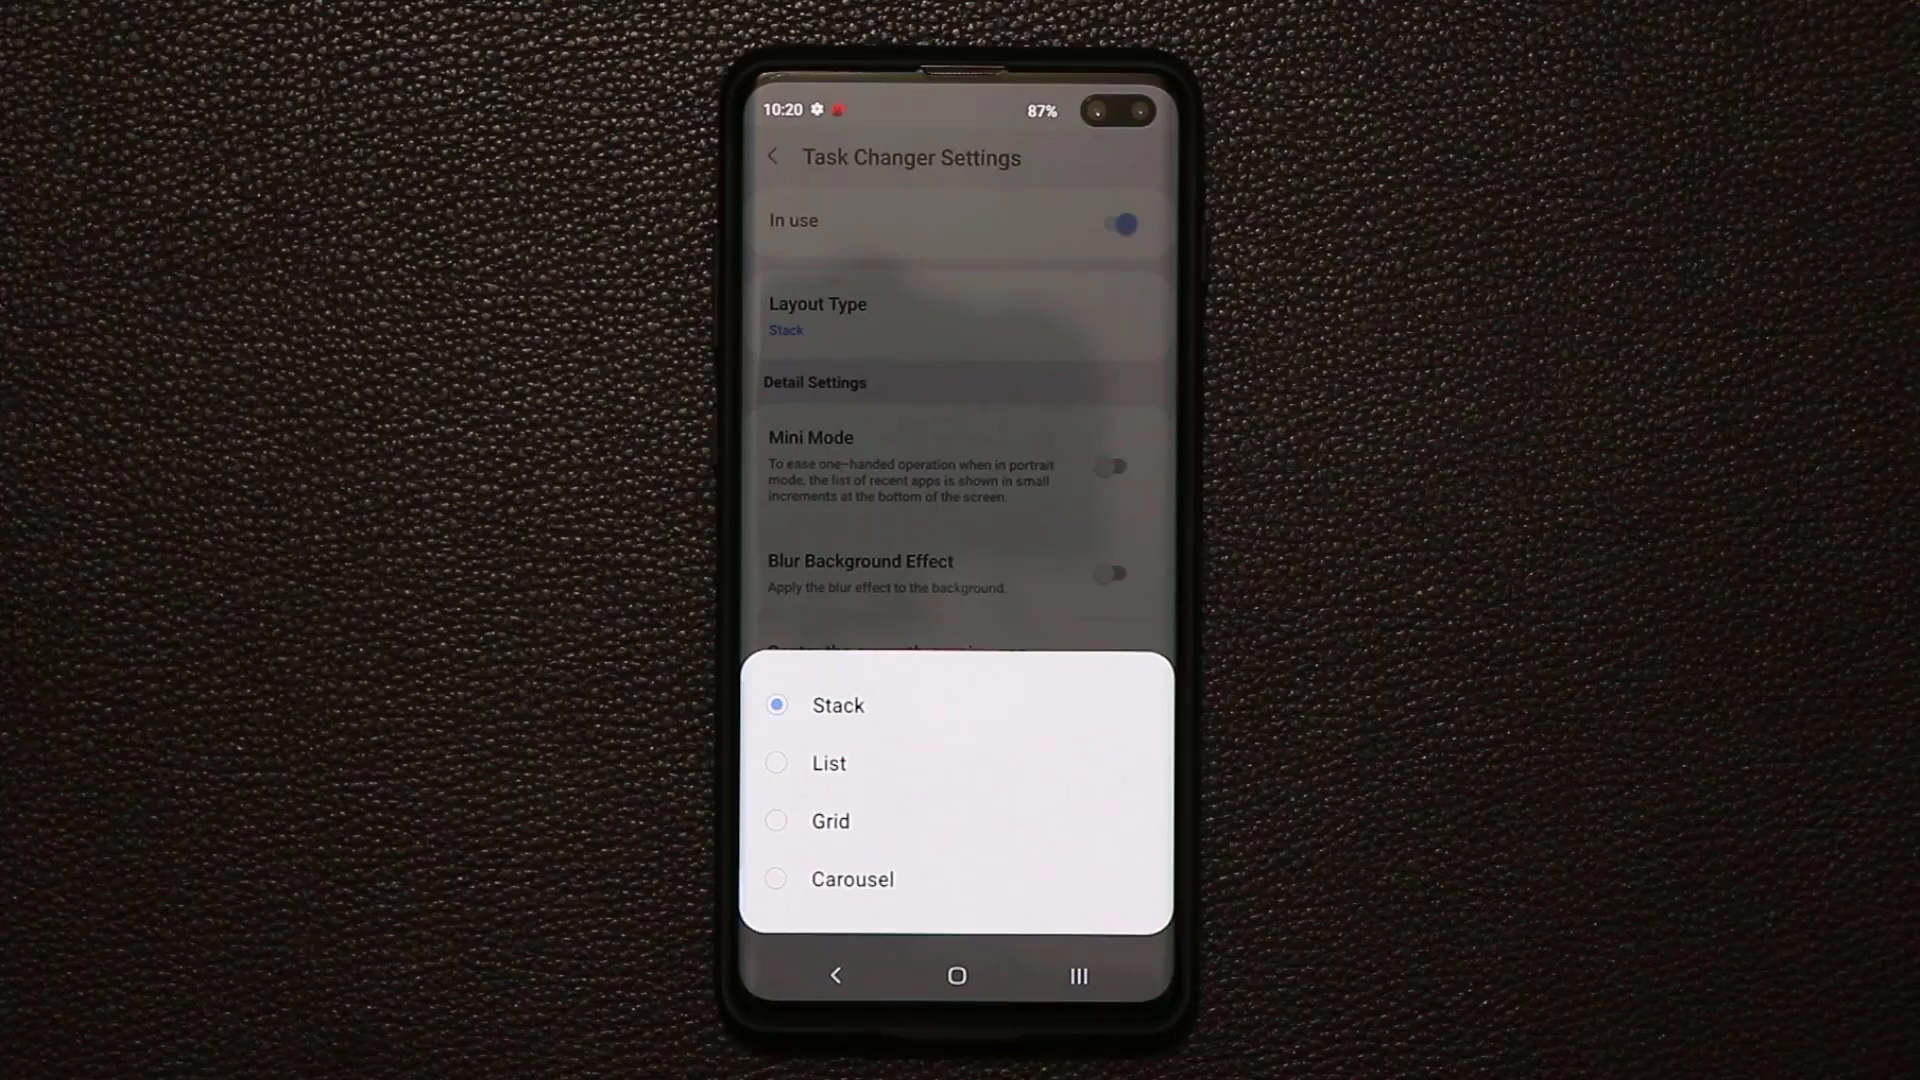 10:20
87%
Task Changer Settings
In use
Layout Type
Stack
Detail Settings
Mini Mode
To ease one-handed operation when in portrait
mode, the list of recent apps is shown in small
increments at the bottom of the screen.
Blur Background Effect
Apply the blur effect to the background.
Stack
List
Grid
Carousel